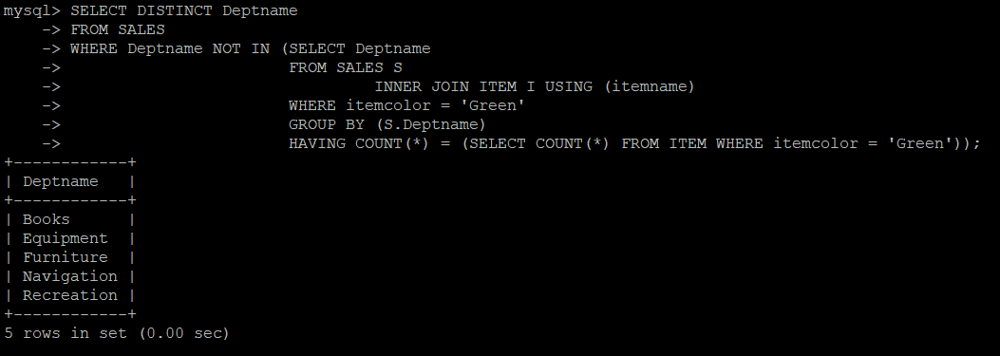 mysql> SELECT DISTINCT Deptname
    -> FROM SALES
    -> WHERE Deptname NOT IN (SELECT Deptname
    ->                        FROM SALES S
    ->                                 INNER JOIN ITEM I USING (itemname)
    ->                        WHERE itemcolor = 'Green'
    ->                        GROUP BY (S.Deptname)
    ->                        HAVING COUNT(*) = (SELECT COUNT(*) FROM ITEM WHERE itemcolor = 'Green'));
+------------+
| Deptname   |
+------------+
| Books      |
| Equipment  |
| Furniture  |
| Navigation |
| Recreation |
+------------+
5 rows in set (0.00 sec)